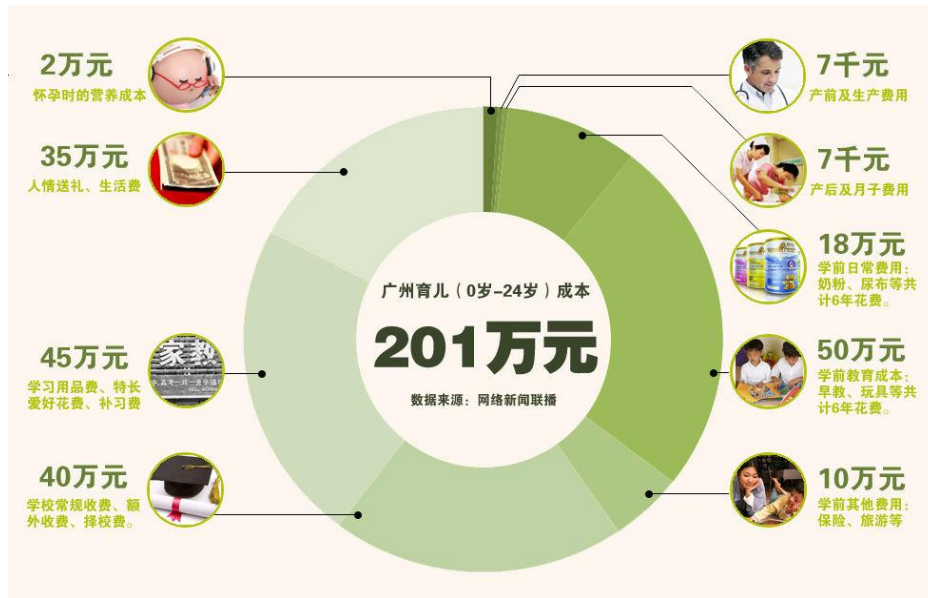 2万元
怀孕时的营养成本
35万元
人情送礼、生活费
45万元
学习用品费、特长
爱好花费、补习费
40万元
学校常规收费、额
外收费、择校费。
广州育儿（0岁-24岁）成本
201万元
数据来源：网络新闻联播
7千元
产前及生产费用
7千元
产后及月子费用
18万元
学前日常费用：
奶粉、尿布等共
计6年花费。
50万元
学前教育成本：
早教、玩具等共
计6年花费。
10万元
学前其他费用：
保险、旅游等
家教